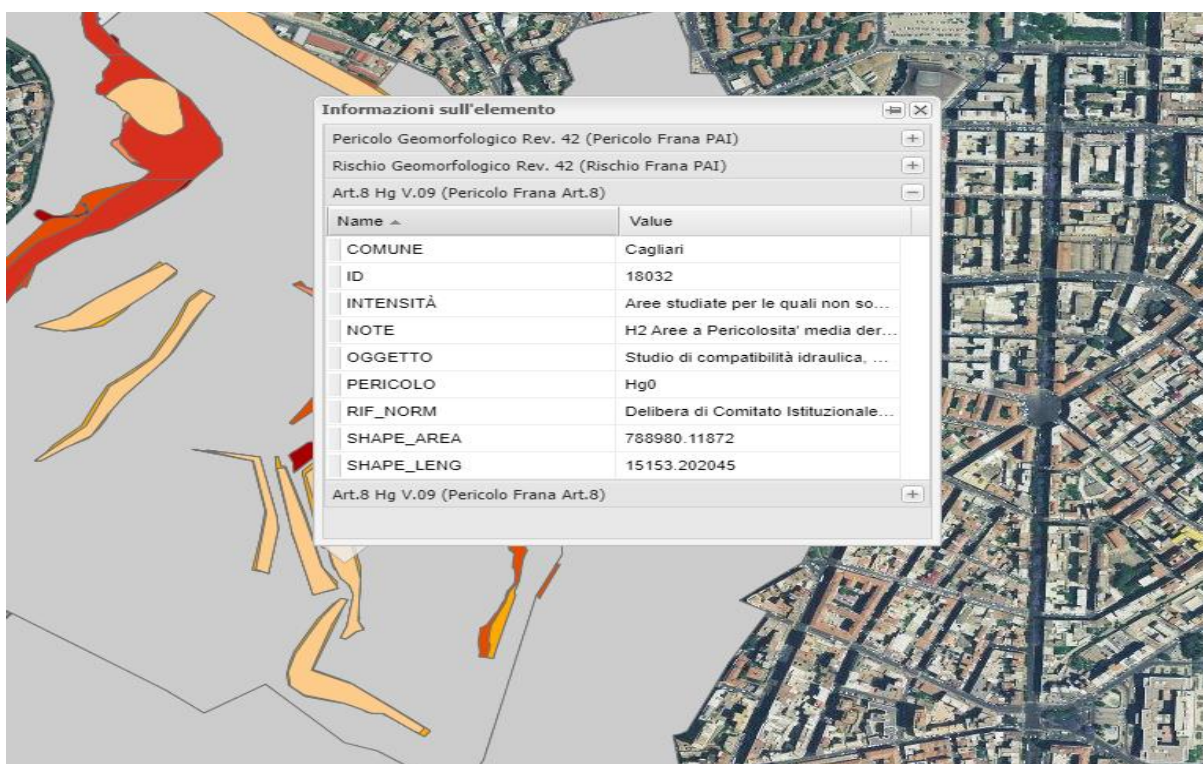 Informazioni sull'elemento
Pericolo Geomorfologico Rev. 42 (Pericolo Frana PAI)
Rischio Geomorfologico Rev. 42 (Rischio Frana PAI)
Art.8 Hg V.09 (Pericolo Frana Art.8)
Name Value
COMUNE Cagliari
ID 18032
INTENSITÀ Aree studiate per le quali non so...
NOTE H2 Aree a Pericolosita' media der...
OGGETTO Studio di compatibilità idraulica, ...
PERICOLO Hg0
RIF_NORM Delibera di Comitato Istituzionale...
SHAPE_AREA 788980.11872
SHAPE_LENG 15153.202045
Art.8 Hg V.09 (Pericolo Frana Art.8)